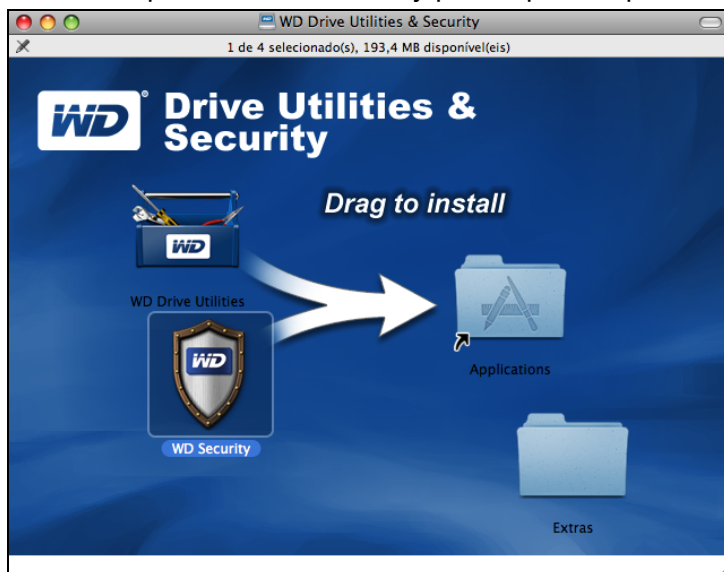 WD Drive Utilities & Security
1 de 4 selecionado(s), 193,4 MB disponível(eis)
WD
Drive Utilities &
Security
Drag to install
WD
WD Drive Utilities
WD
WD Security
Applications
Extras